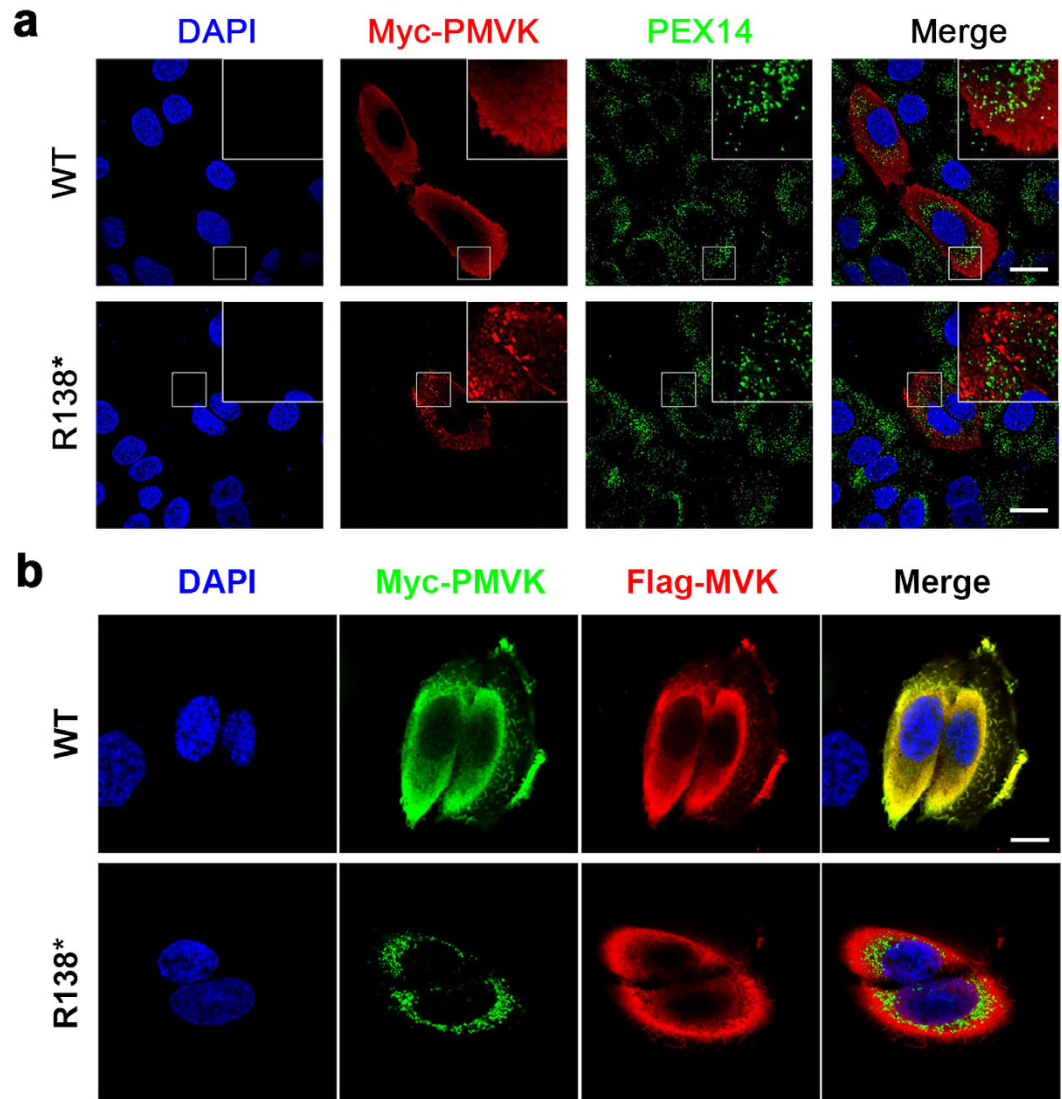 a
DAPI Myc-PMVK PEX14 Merge
WT
R138*
b
DAPI Myc-PMVK Flag-MVK Merge
WT
R138*